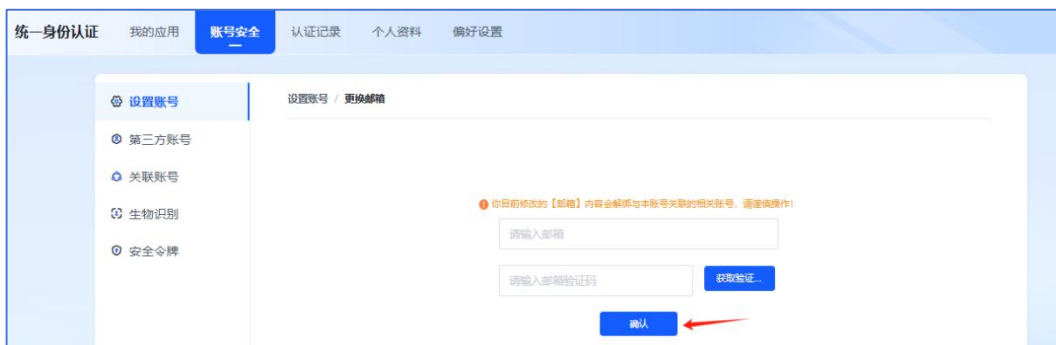 统一身份认证 我的应用 账号安全 认证记录 个人资料 偏好设置
设置账号
第三方账号
关联账号
生物识别
安全令牌
设置账号 / 更换邮箱
你目前修改的【邮箱】内容会解绑与本账号关联的相关账号，请谨慎操作！
请输入邮箱
请输入邮箱验证码 获取验证...
确认